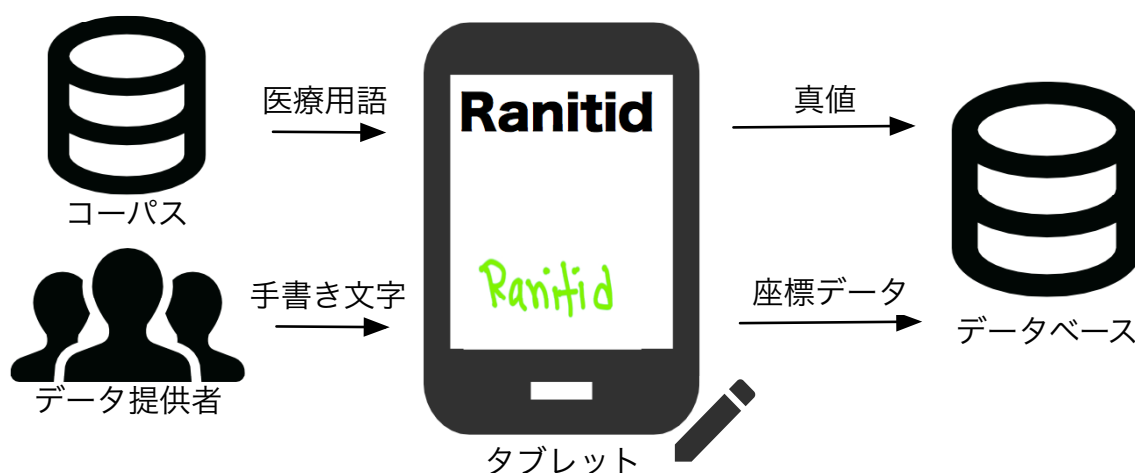 医療用語
コーパス
手書き文字
データ提供者
Ranitid
Ranitid
タブレット
真値
座標データ
データベース